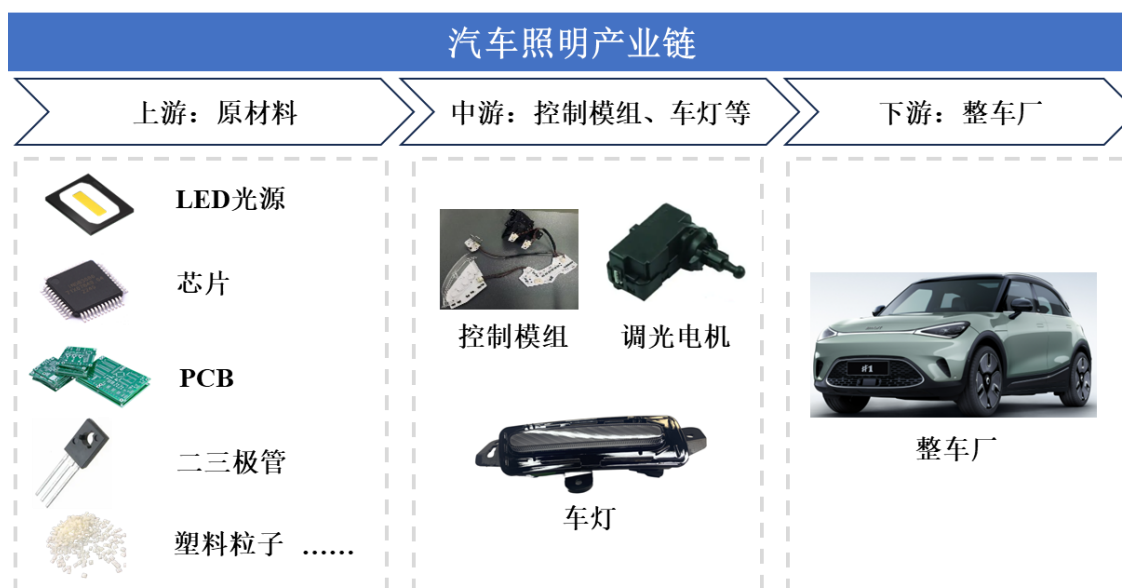 汽车照明产业链
上游：原材料
中游：控制模组、车灯等
下游：整车厂
LED光源
芯片
PCB
二三极管
塑料粒子 ……
控制模组
调光电机
车灯
整车厂